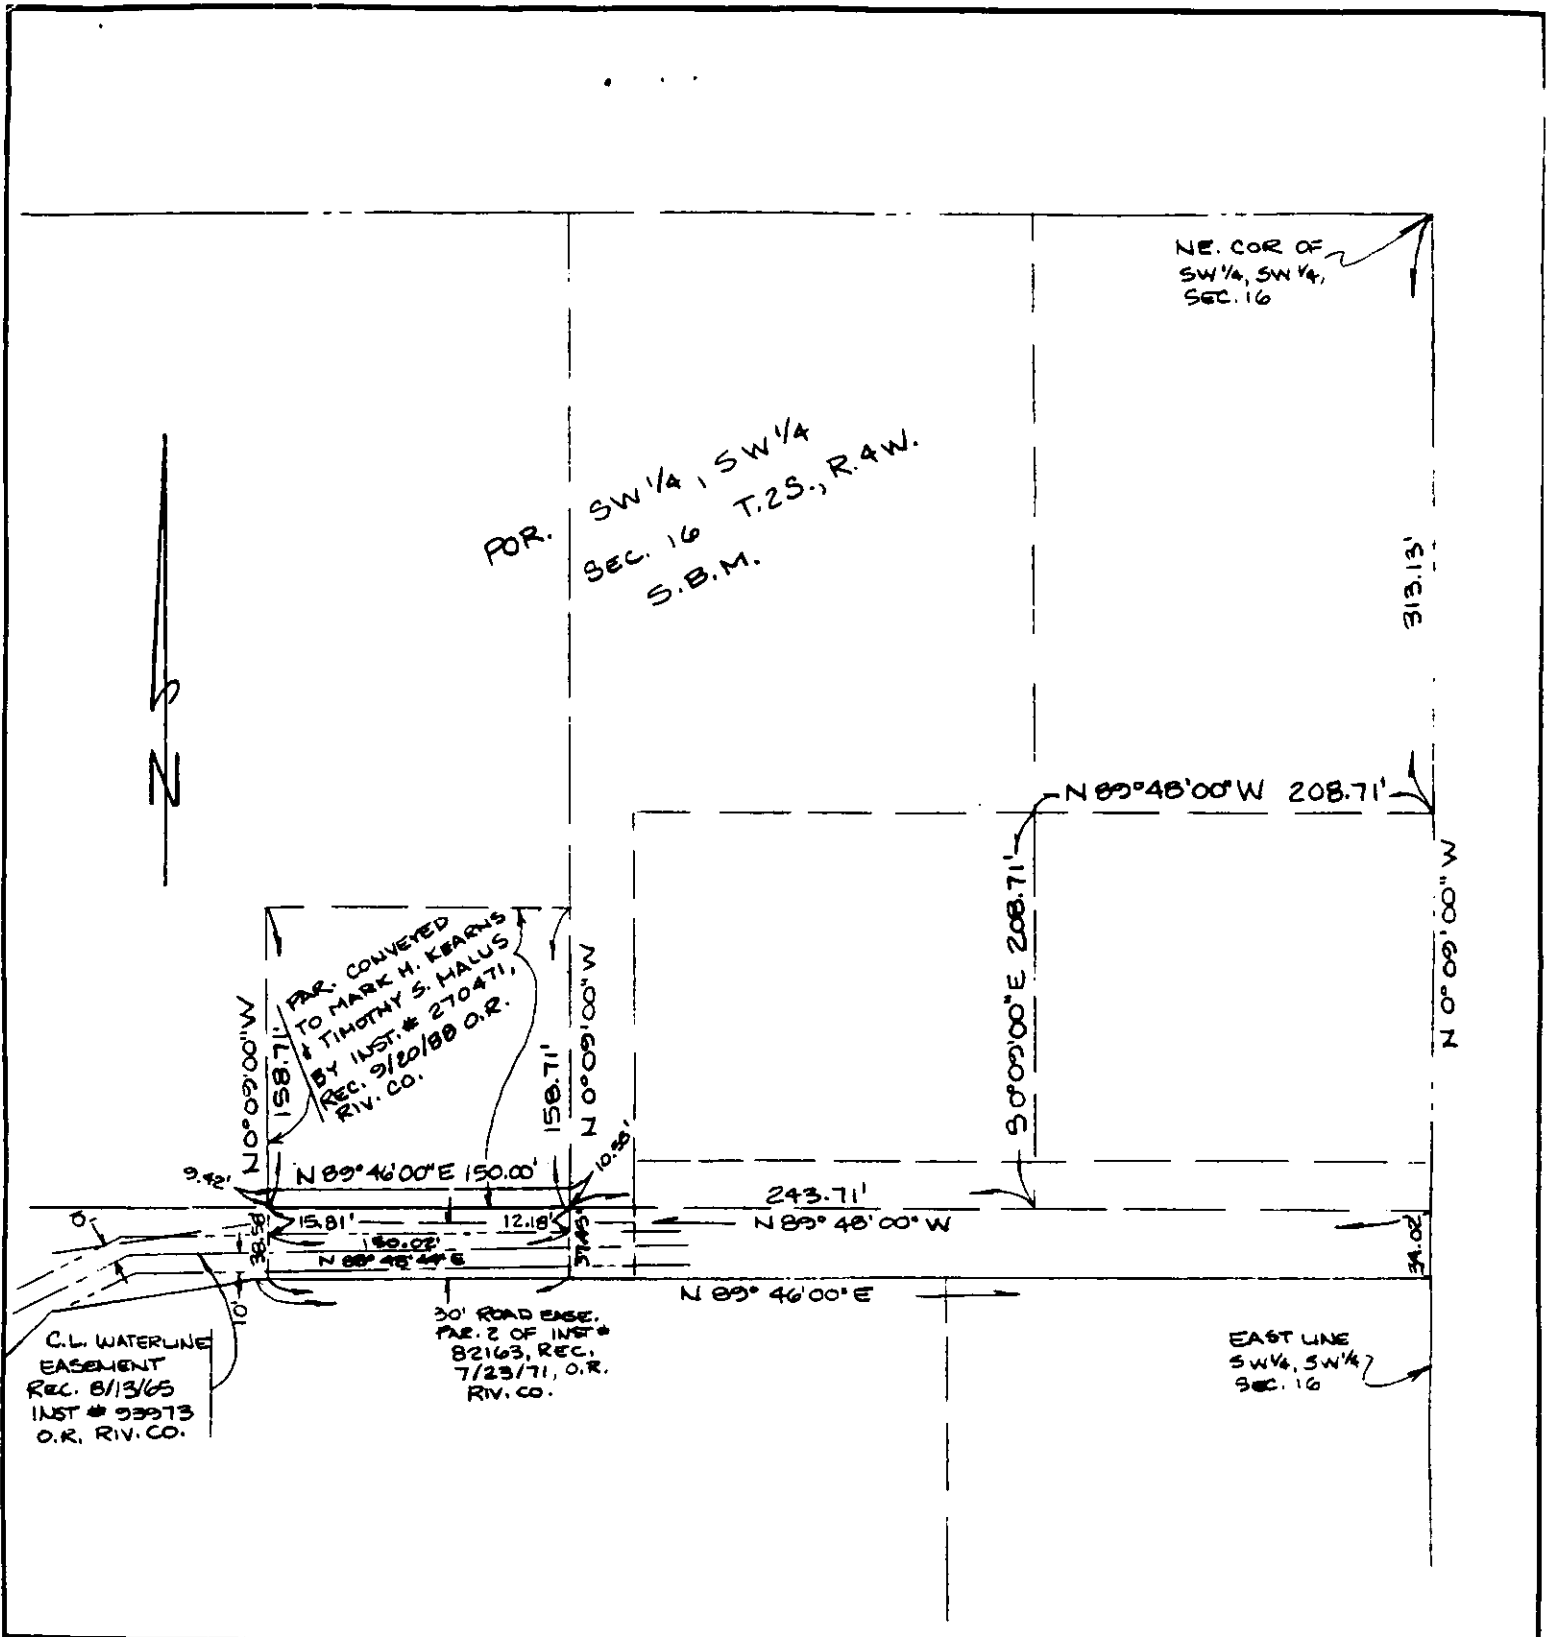 NE. COR OF
SW 1/4, SW 1/4,
SEC. 16
POR. SW 1/4, SW 1/4
SEC. 16 T.2S., R.4W.
S.B.M.
N
313.13'
N 89°48'00" W 208.71'
S 0°09'00" E 208.71'
N 0°09'00" W
PAR. CONVEYED
TO MARK H. KEARNS
& TIMOTHY S. MALUS
BY INST. # 270471,
REC. 9/20/88 O.R.
RIV. CO.
N 0°09'00" W
158.71'
158.71'
N 0°09'00" W
9.42'
N 89°46'00" E 150.00'
243.71'
N 89°48'00" W
38.58'
15.81'
12.18'
N 88°48'44" E
34.02'
N 89°46'00" E
10'
C.L. WATERLINE
EASEMENT
REC. 8/13/65
INST # 93973
O.R. RIV. CO.
30' ROAD EASE.
PAR. 2 OF INST #
82163, REC.
7/23/71, O.R.
RIV. CO.
EAST LINE
SW 1/4, SW 1/4
SEC. 16